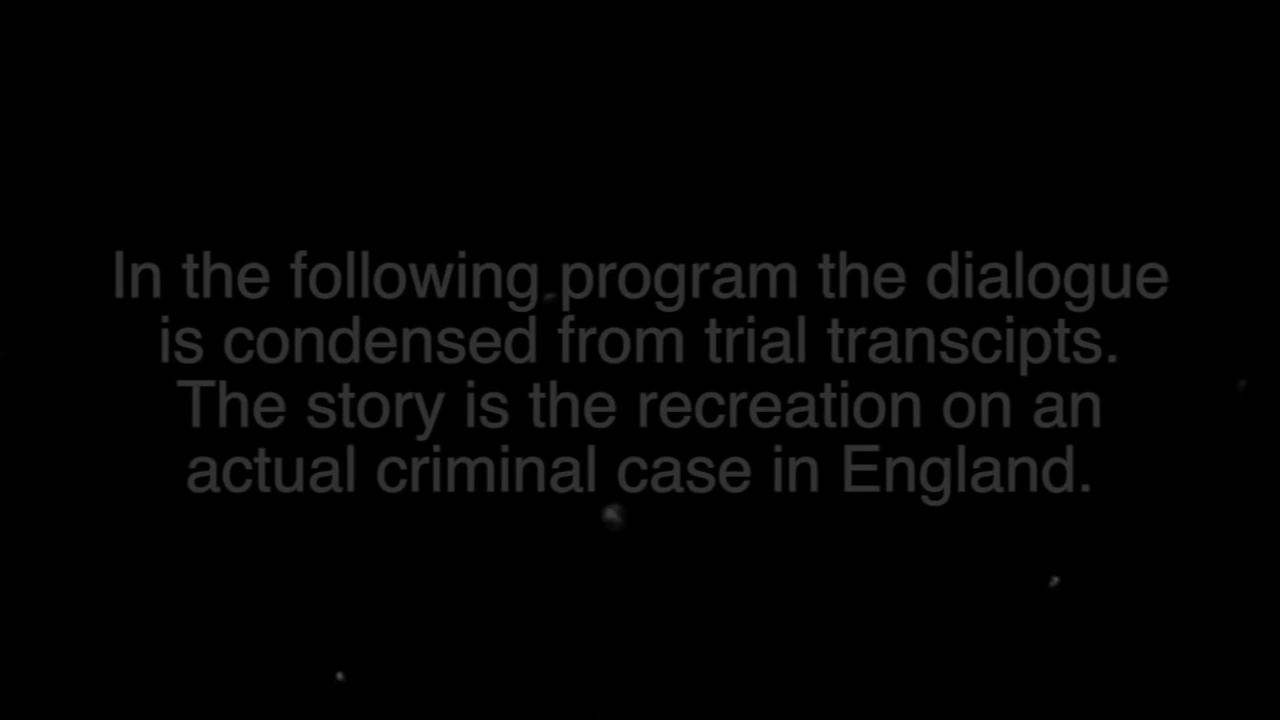 In the following program the dialogue
is condensed from trial transcipts.
The story is the recreation on an
actual criminal case in England.